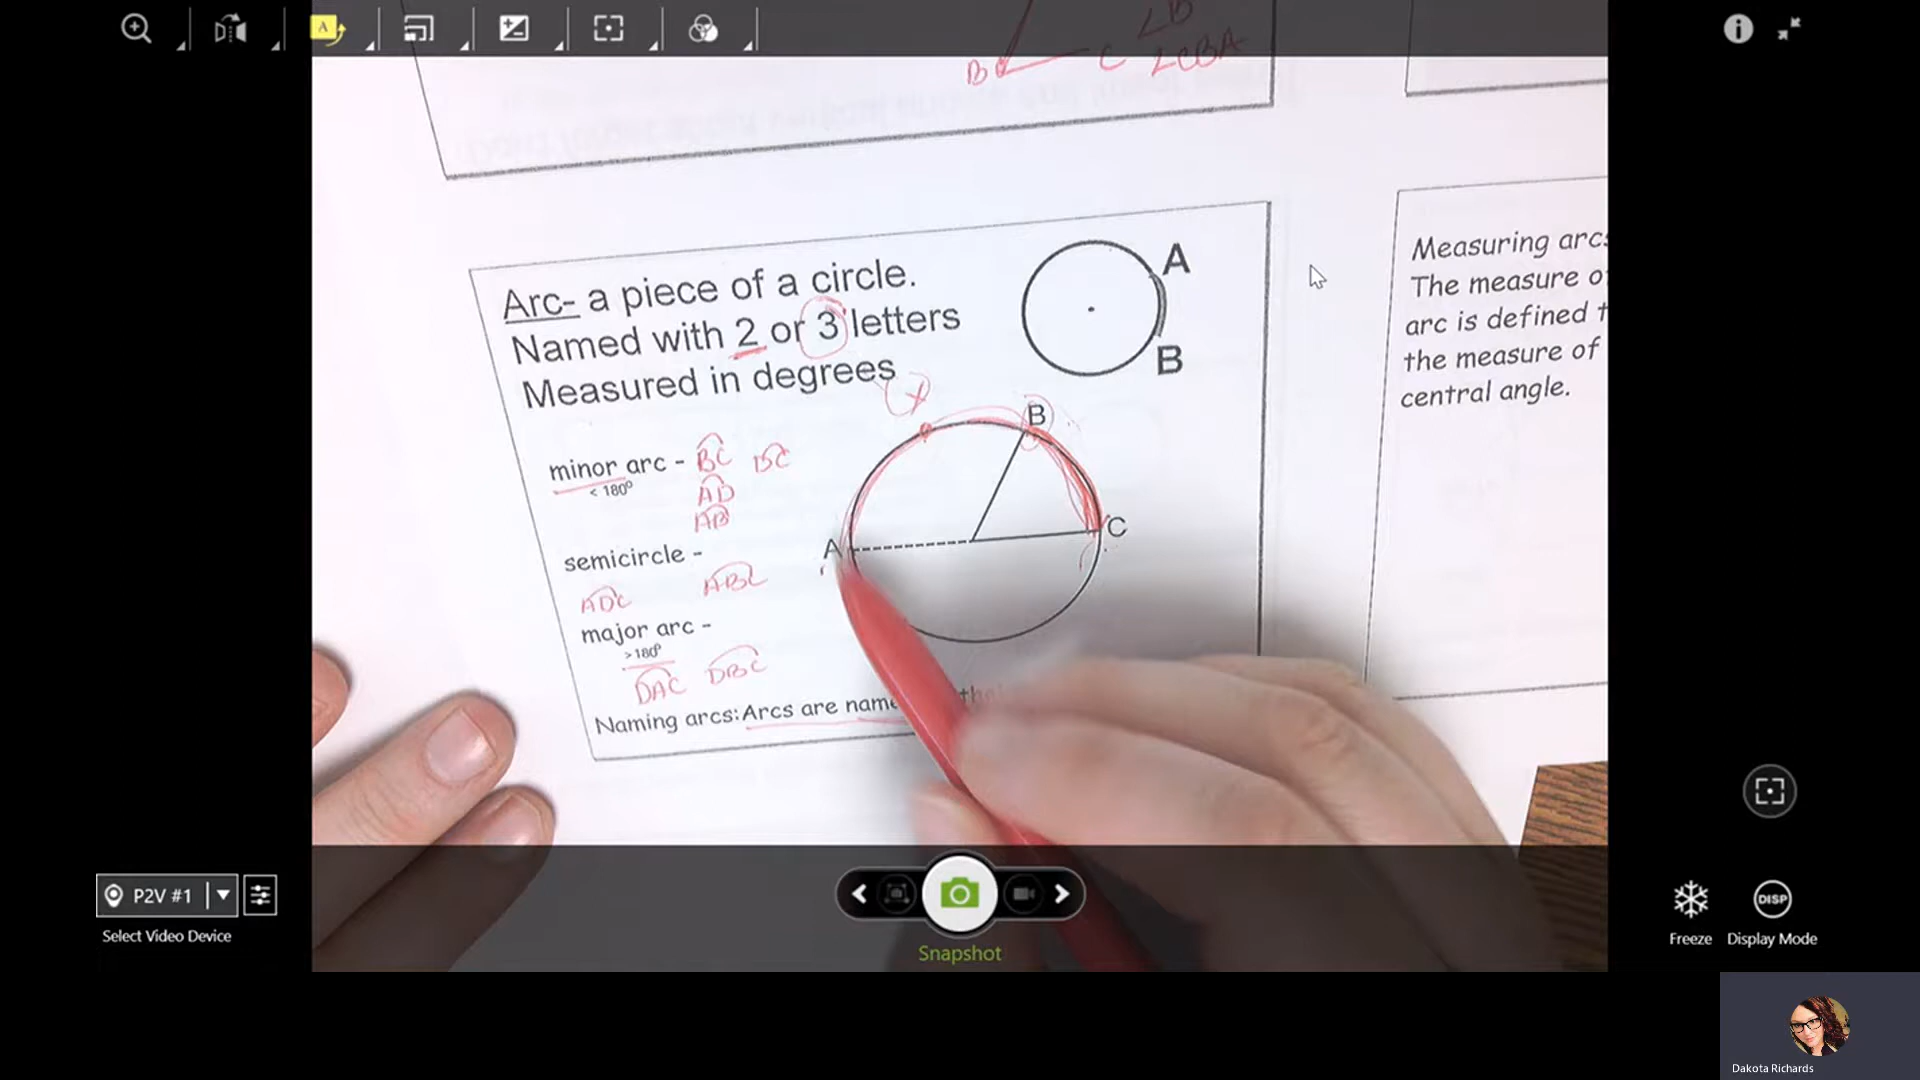 A
B
C
∠B
∠CBA
Arc- a piece of a circle.
Named with 2 or 3 letters
Measured in degrees
A
B
minor arc - BC BC
< 180°
AD
AB
semicircle -
ADC ABC
major arc -
>180°
DAC DBC
Naming arcs: Arcs are name
X
B
A
C
Measuring arcs
The measure o
arc is defined t
the measure of
central angle.
P2V #1
Select Video Device
Snapshot
Freeze
DISP
Display Mode
Dakota Richards